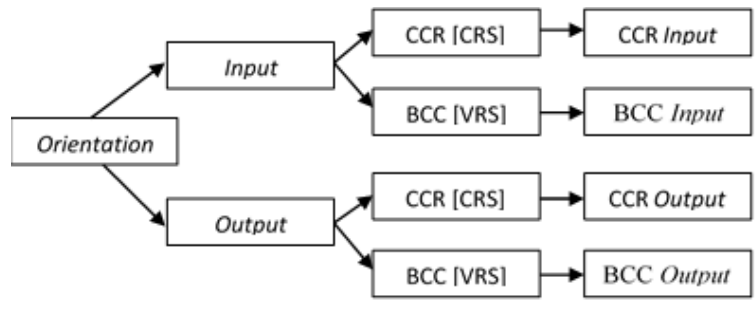 CCR [CRS]
CCR Input
Input
BCC [VRS]
BCC Input
Orientation
CCR [CRS]
CCR Output
Output
BCC [VRS]
BCC Output